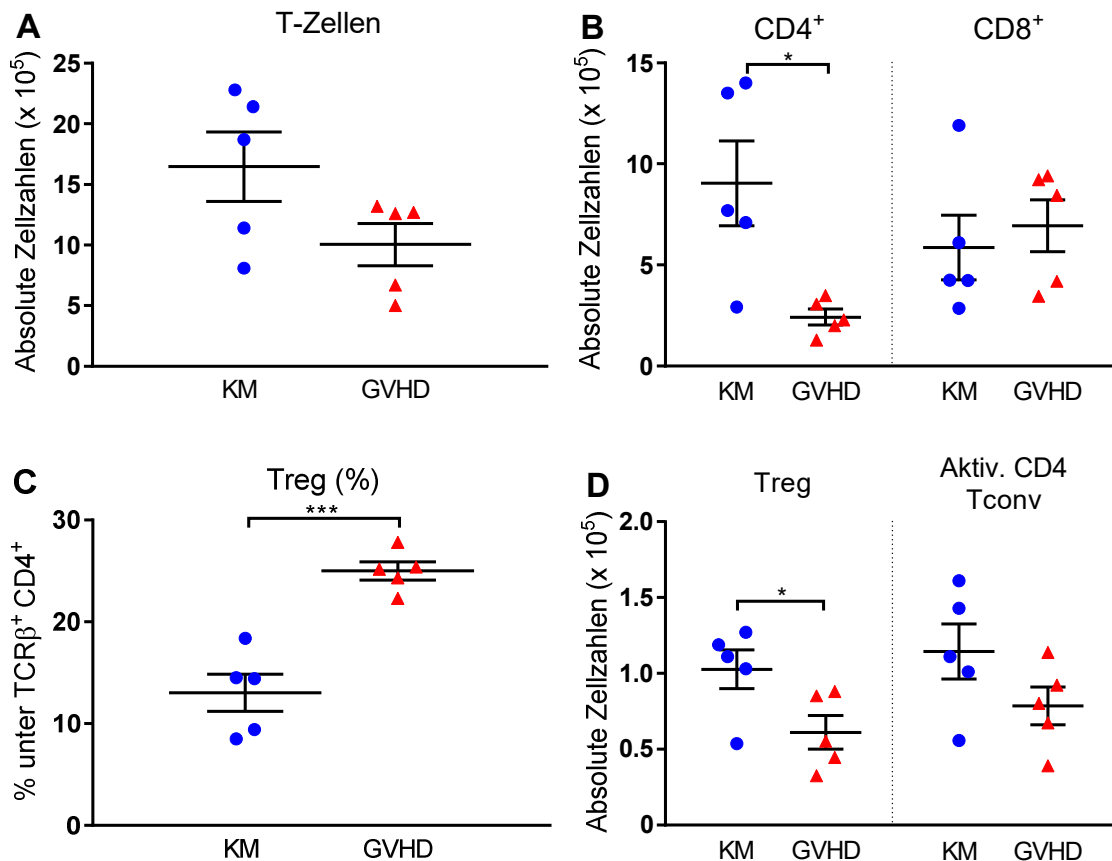 A
T-Zellen
Absolute Zellzahlen (x 10⁵)
25
20
15
10
5
0
KM
GVHD
B
CD4⁺
CD8⁺
Absolute Zellzahlen (x 10⁵)
15
10
5
0
*
KM
GVHD
KM
GVHD
C
Treg (%)
% unter TCRβ⁺ CD4⁺
30
20
10
0
***
KM
GVHD
D
Treg
Aktiv. CD4
Tconv
Absolute Zellzahlen (x 10⁵)
2.0
1.5
1.0
0.5
0
*
KM
GVHD
KM
GVHD